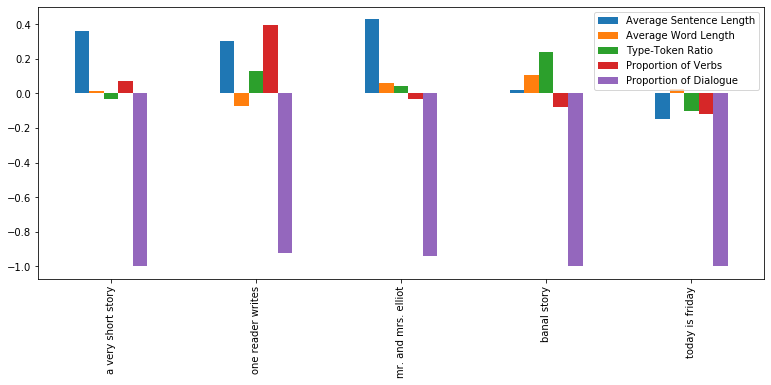 Average Sentence Length
Average Word Length
Type-Token Ratio
Proportion of Verbs
Proportion of Dialogue
0.4
0.2
0.0
−0.2
−0.4
−0.6
−0.8
−1.0
a very short story
one reader writes
mr. and mrs. elliot
banal story
today is friday